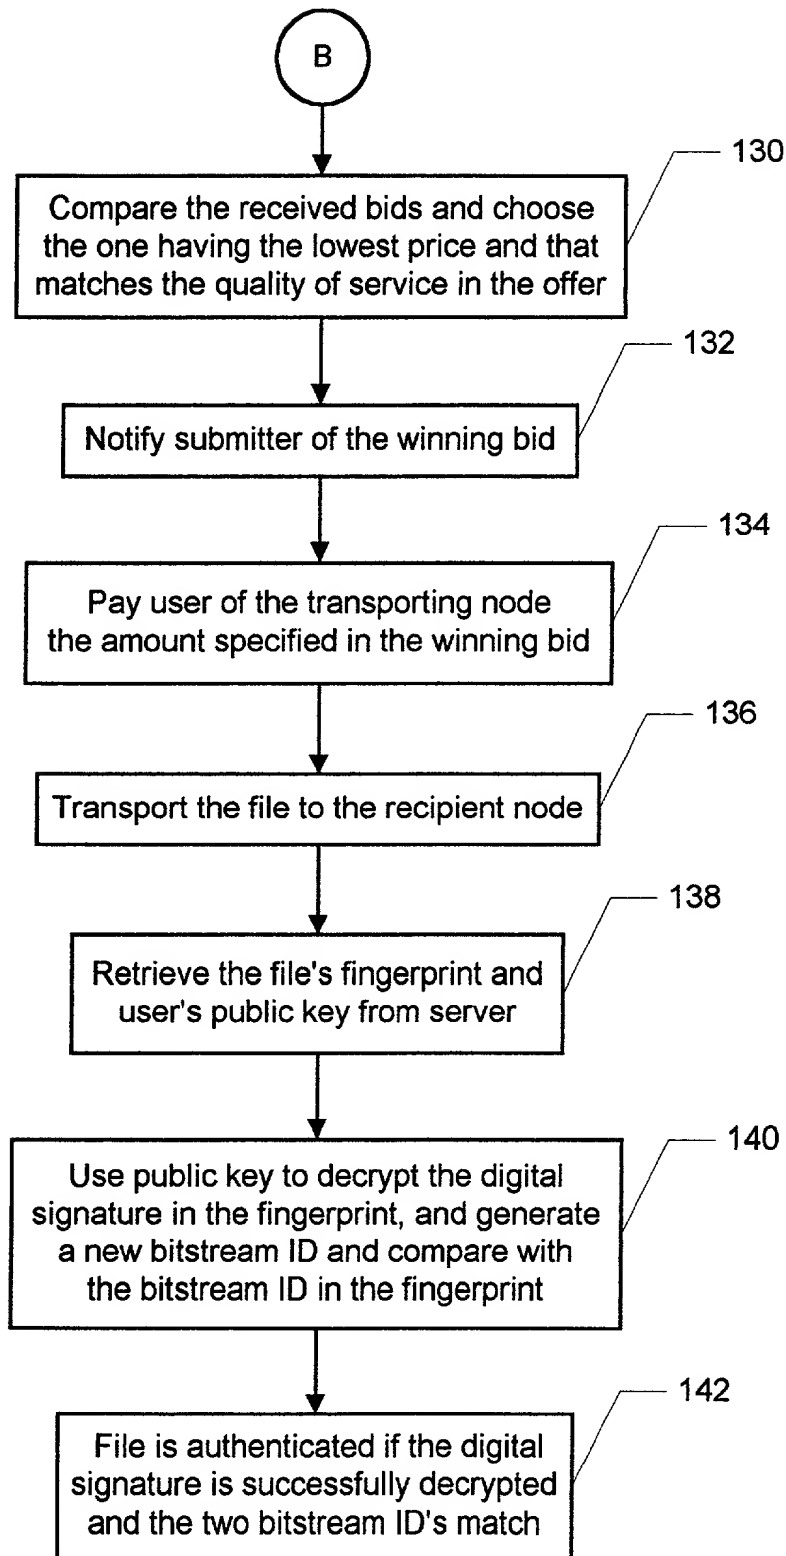 B
130
Compare the received bids and choose
the one having the lowest price and that
matches the quality of service in the offer
132
Notify submitter of the winning bid
134
Pay user of the transporting node
the amount specified in the winning bid
136
Transport the file to the recipient node
138
Retrieve the file's fingerprint and
user's public key from server
140
Use public key to decrypt the digital
signature in the fingerprint, and generate
a new bitstream ID and compare with
the bitstream ID in the fingerprint
142
File is authenticated if the digital
signature is successfully decrypted
and the two bitstream ID's match